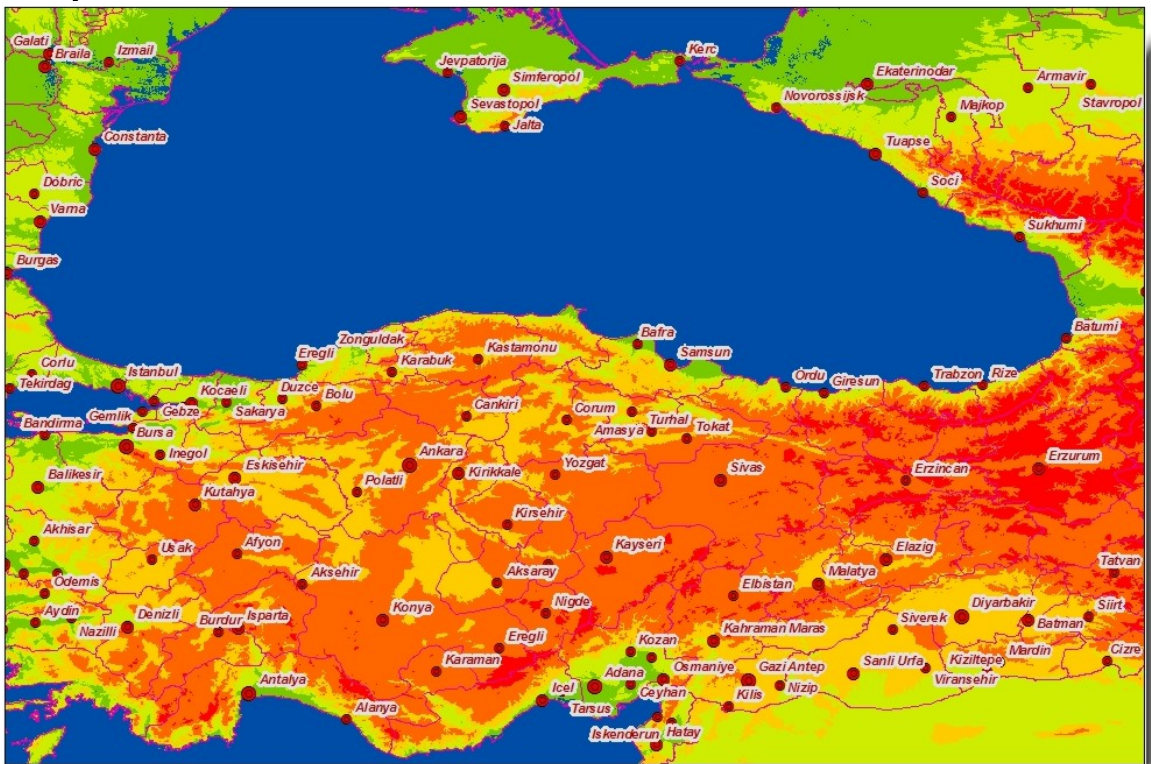 Galati
Braila
Izmail
Constanta
Dobric
Varna
Burgas
Jevpatorija
Simferopol
Sevastopol
Jalta
Kerc
Novorossijsk
Ekaterinodar
Majkop
Armavir
Stavropol
Tuapse
Soci
Sukhumi
Batumi
Corlu
Tekirdag
Istanbul
Kocaeli
Gebze
Gemlik
Sakarya
Duzce
Eregli
Zonguldak
Bolu
Karabuk
Kastamonu
Bafra
Samsun
Ordu
Giresun
Trabzon
Rize
Bandirma
Bursa
Inegol
Cankiri
Corum
Amasya
Turhal
Tokat
Balikesir
Eskisehir
Kutahya
Ankara
Polatli
Kirikkale
Yozgat
Sivas
Erzincan
Erzurum
Akhisar
Usak
Afyon
Aksehir
Kirsehir
Kayseri
Aksaray
Elbistan
Malatya
Elazig
Tatvan
Odemis
Aydin
Nazilli
Denizli
Burdur
Isparta
Konya
Nigde
Eregli
Karaman
Kozan
Kahraman Maras
Siverek
Diyarbakir
Batman
Siirt
Mardin
Cizre
Antalya
Alanya
Icel
Adana
Tarsus
Ceyhan
Osmaniye
Gazi Antep
Kilis
Nizip
Sanli Urfa
Kiziltepe
Viransehir
Iskenderun
Hatay